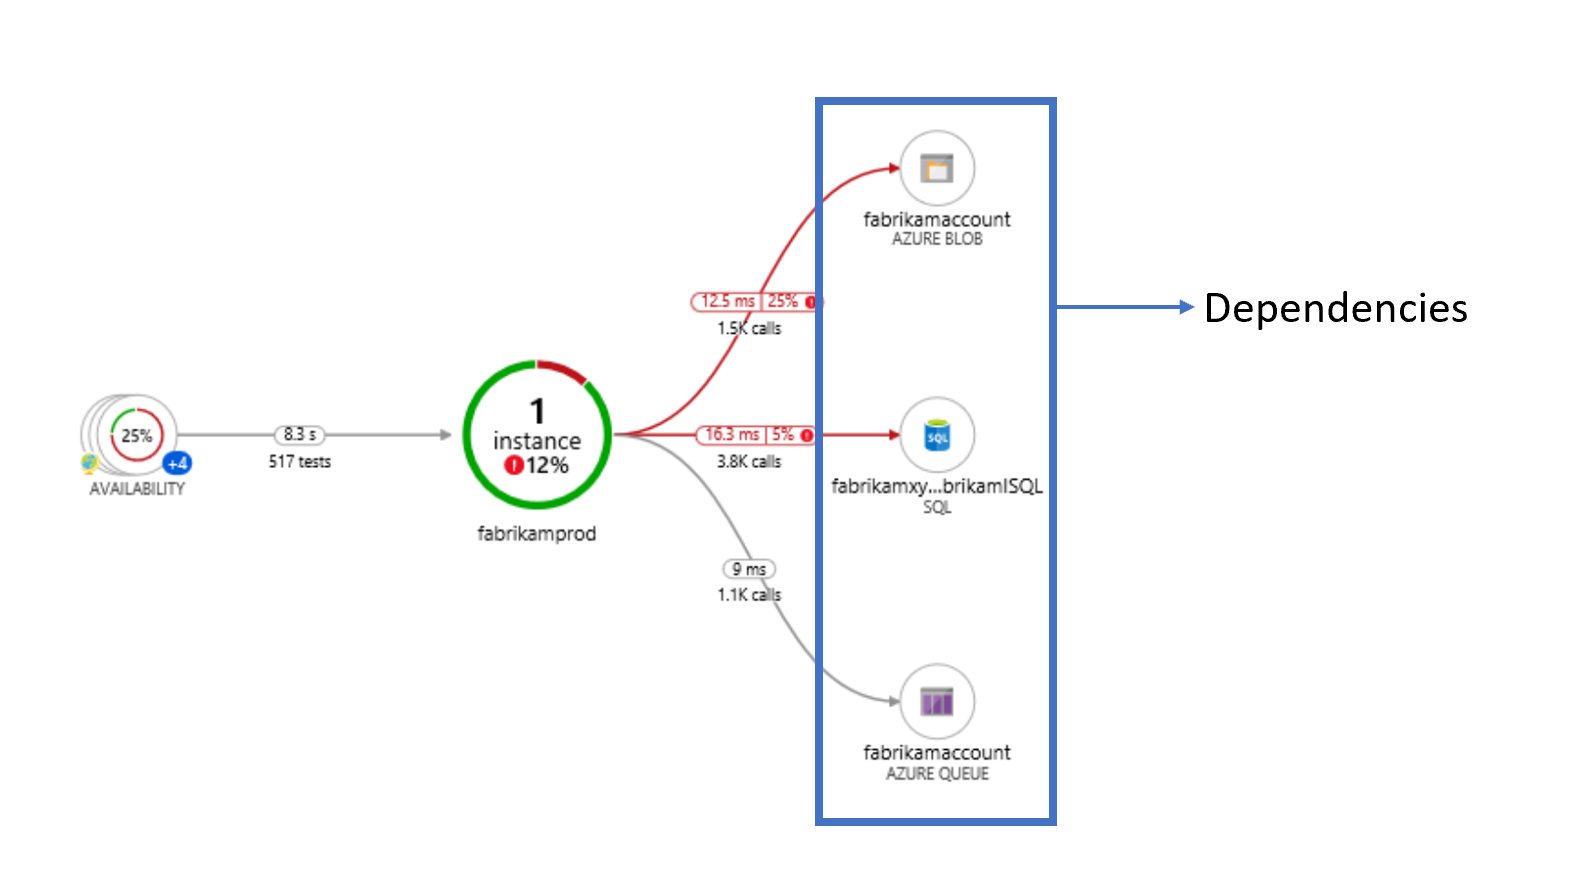 fabrikamaccount
AZURE BLOB
12.5 ms 25% !
1.5K calls
Dependencies
25%
+4
AVAILABILITY
8.3 s
517 tests
1
instance
! 12%
fabrikamprod
16.3 ms 5% !
3.8K calls
SQL
fabrikamxy...brikamlSQL
SQL
9 ms
1.1K calls
fabrikamaccount
AZURE QUEUE